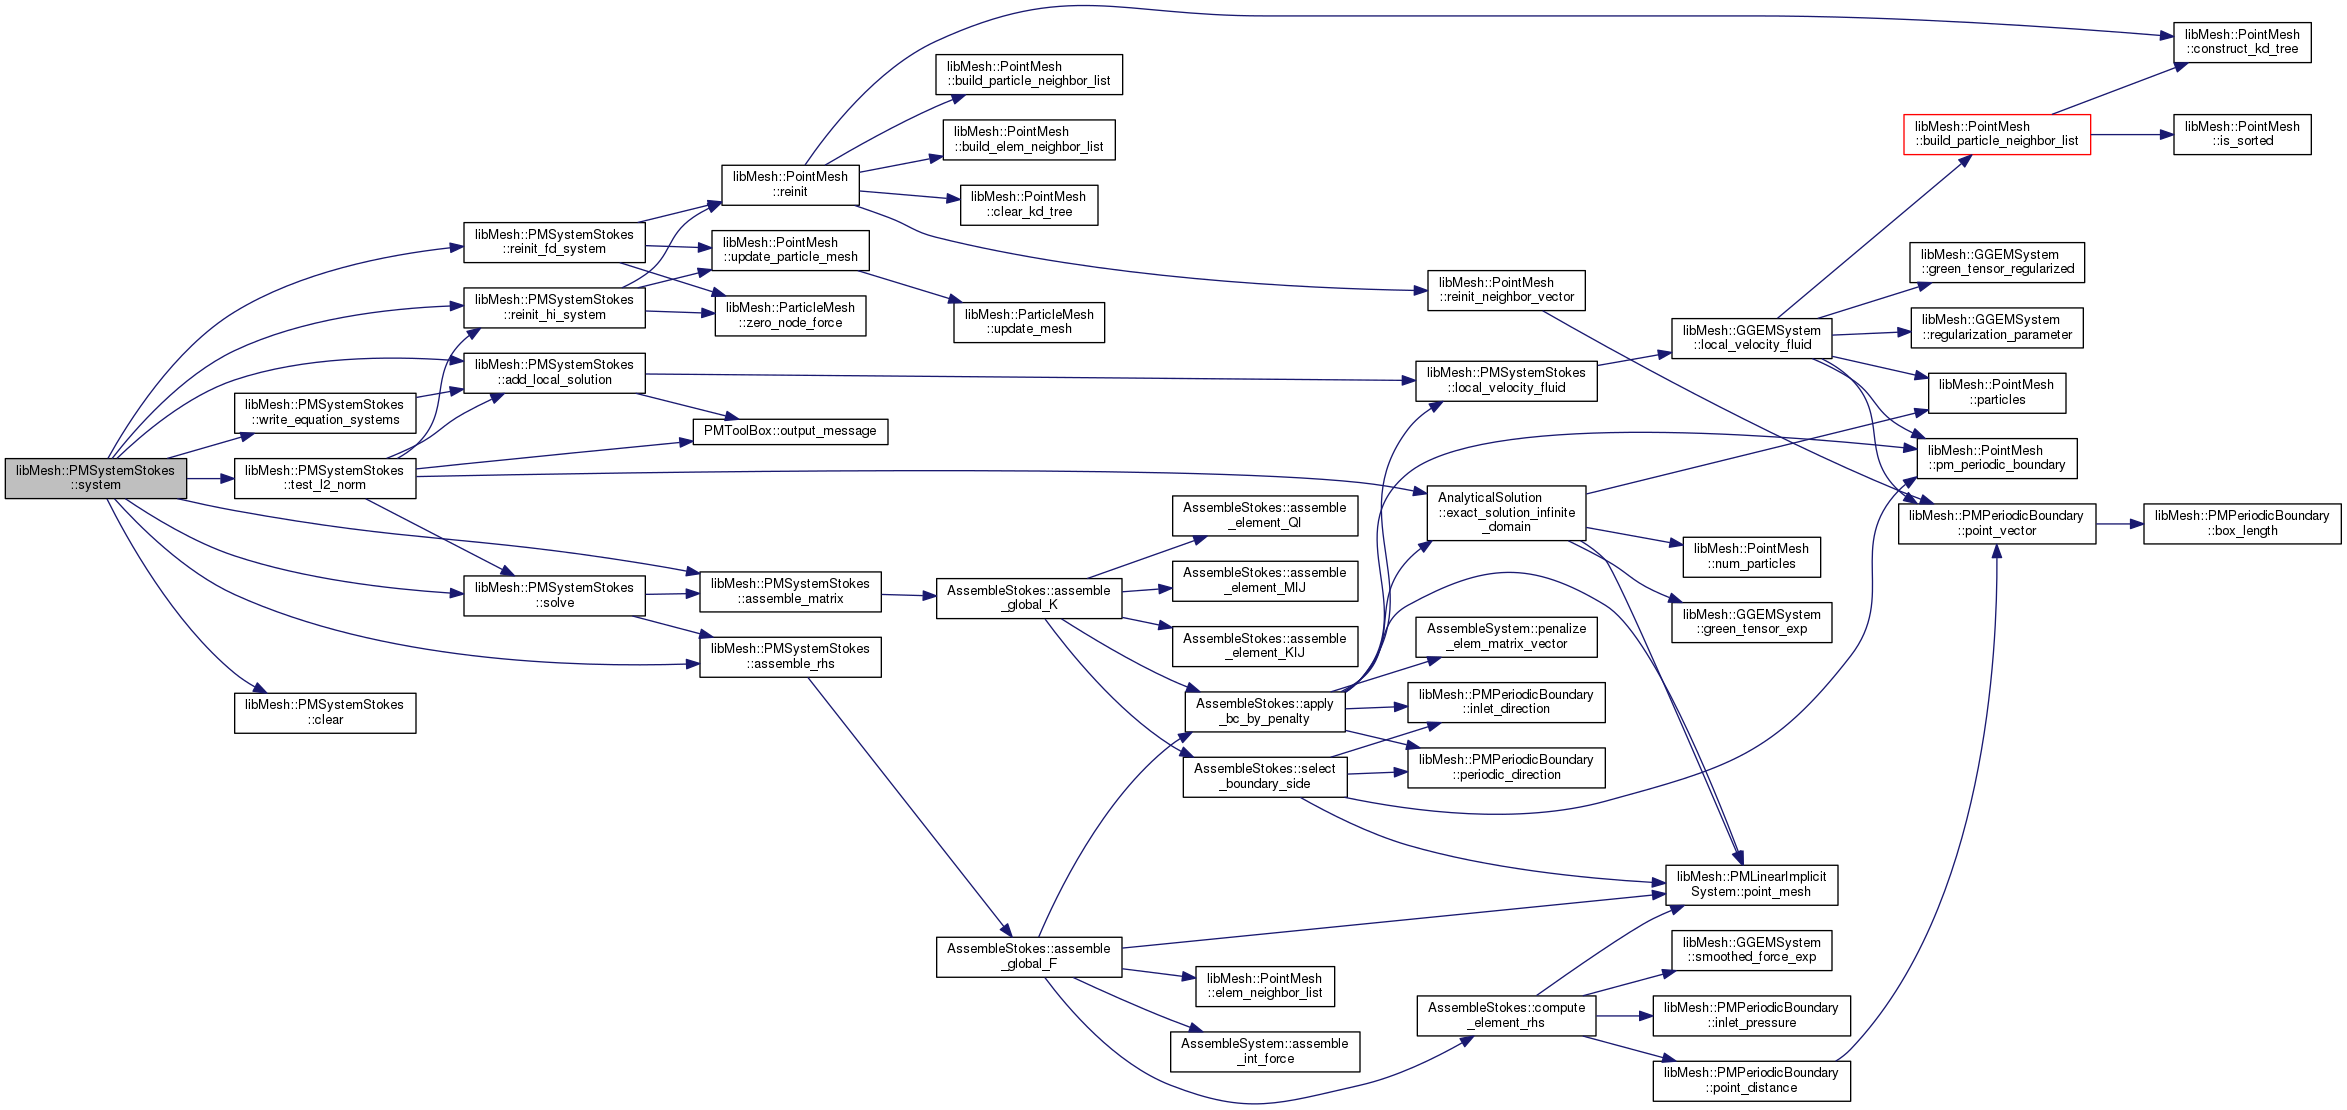 libMesh::PMSystemStokes
::system
libMesh::PMSystemStokes
::write_equation_systems
libMesh::PMSystemStokes
::test_l2_norm
libMesh::PMSystemStokes
::clear
libMesh::PMSystemStokes
::reinit_fd_system
libMesh::PMSystemStokes
::reinit_hi_system
libMesh::PMSystemStokes
::add_local_solution
libMesh::PMSystemStokes
::solve
libMesh::PointMesh
::reinit
libMesh::PointMesh
::update_particle_mesh
libMesh::ParticleMesh
::zero_node_force
PMToolBox::output_message
libMesh::PMSystemStokes
::assemble_matrix
libMesh::PMSystemStokes
::assemble_rhs
libMesh::PointMesh
::build_particle_neighbor_list
libMesh::PointMesh
::build_elem_neighbor_list
libMesh::PointMesh
::clear_kd_tree
libMesh::ParticleMesh
::update_mesh
AssembleStokes::assemble
_global_K
AssembleStokes::assemble
_global_F
AssembleStokes::assemble
_element_QI
AssembleStokes::assemble
_element_MIJ
AssembleStokes::assemble
_element_KIJ
AssembleStokes::apply
_bc_by_penalty
AssembleStokes::select
_boundary_side
libMesh::PointMesh
::elem_neighbor_list
AssembleSystem::assemble
_int_force
libMesh::PointMesh
::reinit_neighbor_vector
libMesh::PMSystemStokes
::local_velocity_fluid
AnalyticalSolution
::exact_solution_infinite
_domain
AssembleSystem::penalize
_elem_matrix_vector
libMesh::PMPeriodicBoundary
::inlet_direction
libMesh::PMPeriodicBoundary
::periodic_direction
AssembleStokes::compute
_element_rhs
libMesh::GGEMSystem
::local_velocity_fluid
libMesh::PointMesh
::num_particles
libMesh::GGEMSystem
::green_tensor_exp
libMesh::PMLinearImplicit
System::point_mesh
libMesh::GGEMSystem
::smoothed_force_exp
libMesh::PMPeriodicBoundary
::inlet_pressure
libMesh::PMPeriodicBoundary
::point_distance
libMesh::PointMesh
::build_particle_neighbor_list
libMesh::GGEMSystem
::green_tensor_regularized
libMesh::GGEMSystem
::regularization_parameter
libMesh::PointMesh
::particles
libMesh::PointMesh
::pm_periodic_boundary
libMesh::PMPeriodicBoundary
::point_vector
libMesh::PointMesh
::construct_kd_tree
libMesh::PointMesh
::is_sorted
libMesh::PMPeriodicBoundary
::box_length